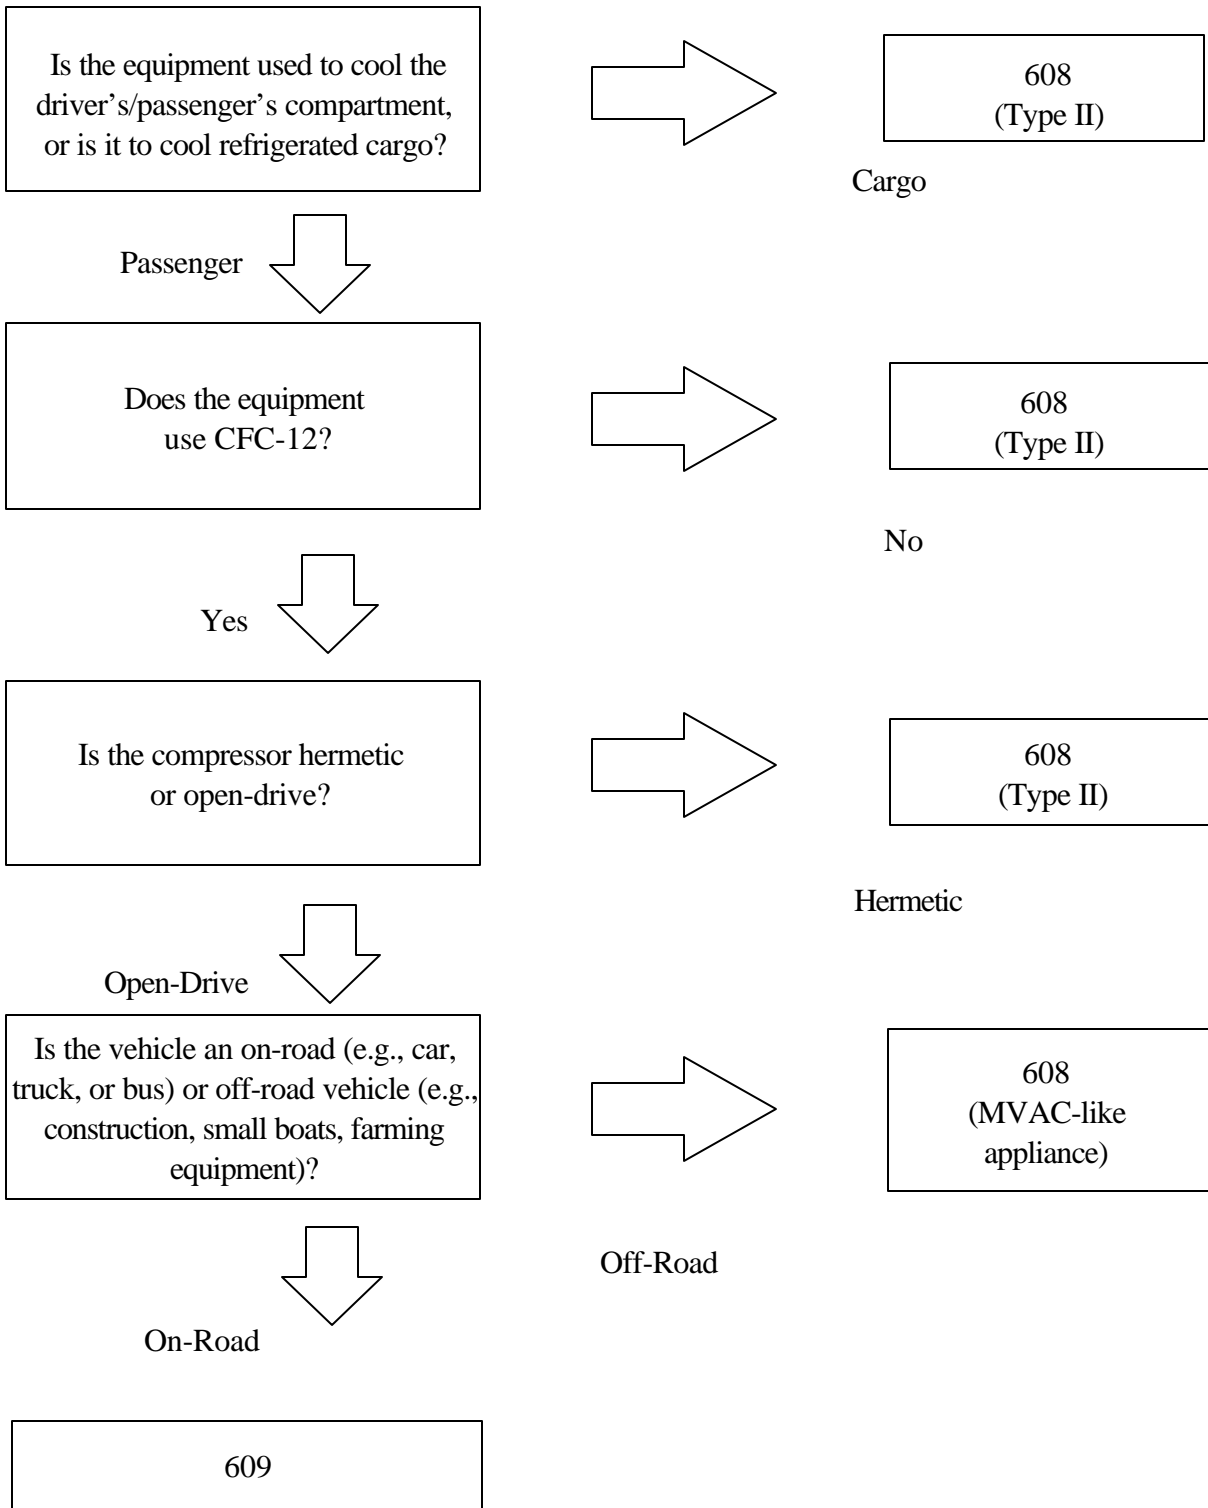 Is the equipment used to cool the
driver's/passenger's compartment,
or is it to cool refrigerated cargo?
608
(Type II)
Cargo
Passenger
Does the equipment
use CFC-12?
608
(Type II)
No
Yes
Is the compressor hermetic
or open-drive?
608
(Type II)
Hermetic
Open-Drive
Is the vehicle an on-road (e.g., car,
truck, or bus) or off-road vehicle (e.g.,
construction, small boats, farming
equipment)?
608
(MVAC-like
appliance)
Off-Road
On-Road
609